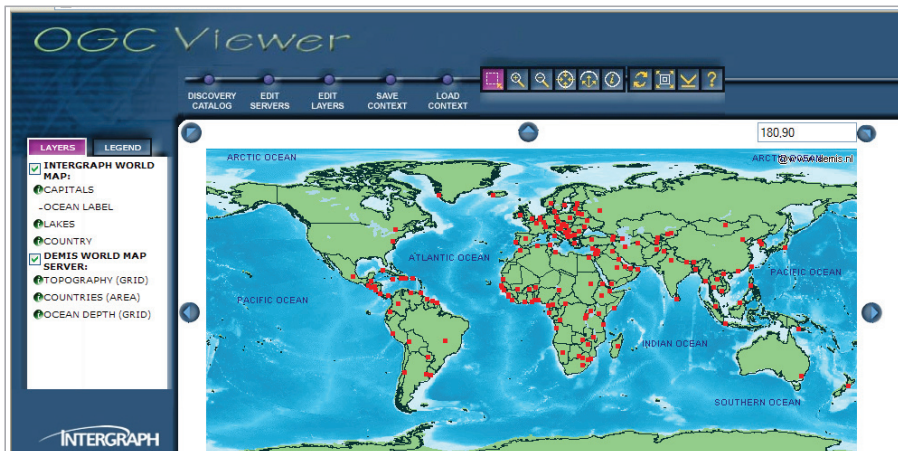 OGC Viewer
DISCOVERY CATALOG
EDIT SERVERS
EDIT LAYERS
SAVE CONTEXT
LOAD CONTEXT
?
180,90
LAYERS LEGEND
INTERGRAPH WORLD
MAP:
CAPITALS
-OCEAN LABEL
LAKES
COUNTRY
DEMIS WORLD MAP
SERVER:
TOPOGRAPHY (GRID)
COUNTRIES (AREA)
OCEAN DEPTH (GRID)
INTERGRAPH
ARCTIC OCEAN
ATLANTIC OCEAN
PACIFIC OCEAN
PACIFIC OCEAN
INDIAN OCEAN
SOUTHERN OCEAN